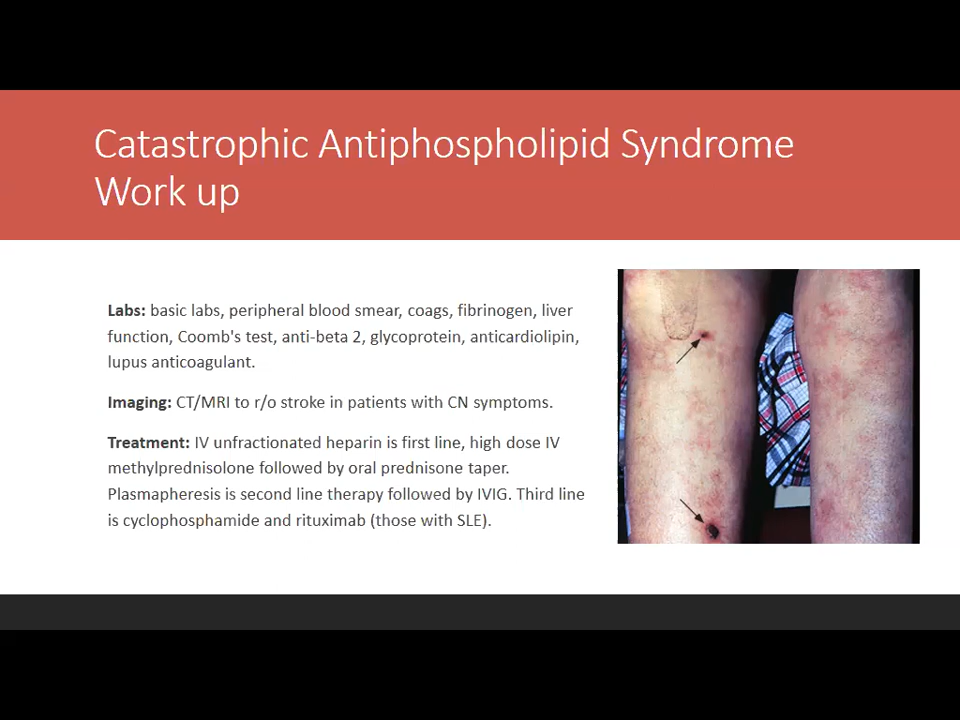 Catastrophic Antiphospholipid Syndrome
Work up
Labs: basic labs, peripheral blood smear, coags, fibrinogen, liver
function, Coomb's test, anti-beta 2, glycoprotein, anticardiolipin,
lupus anticoagulant.
Imaging: CT/MRI to r/o stroke in patients with CN symptoms.
Treatment: IV unfractionated heparin is first line, high dose IV
methylprednisolone followed by oral prednisone taper.
Plasmapheresis is second line therapy followed by IVIG. Third line
is cyclophosphamide and rituximab (those with SLE).